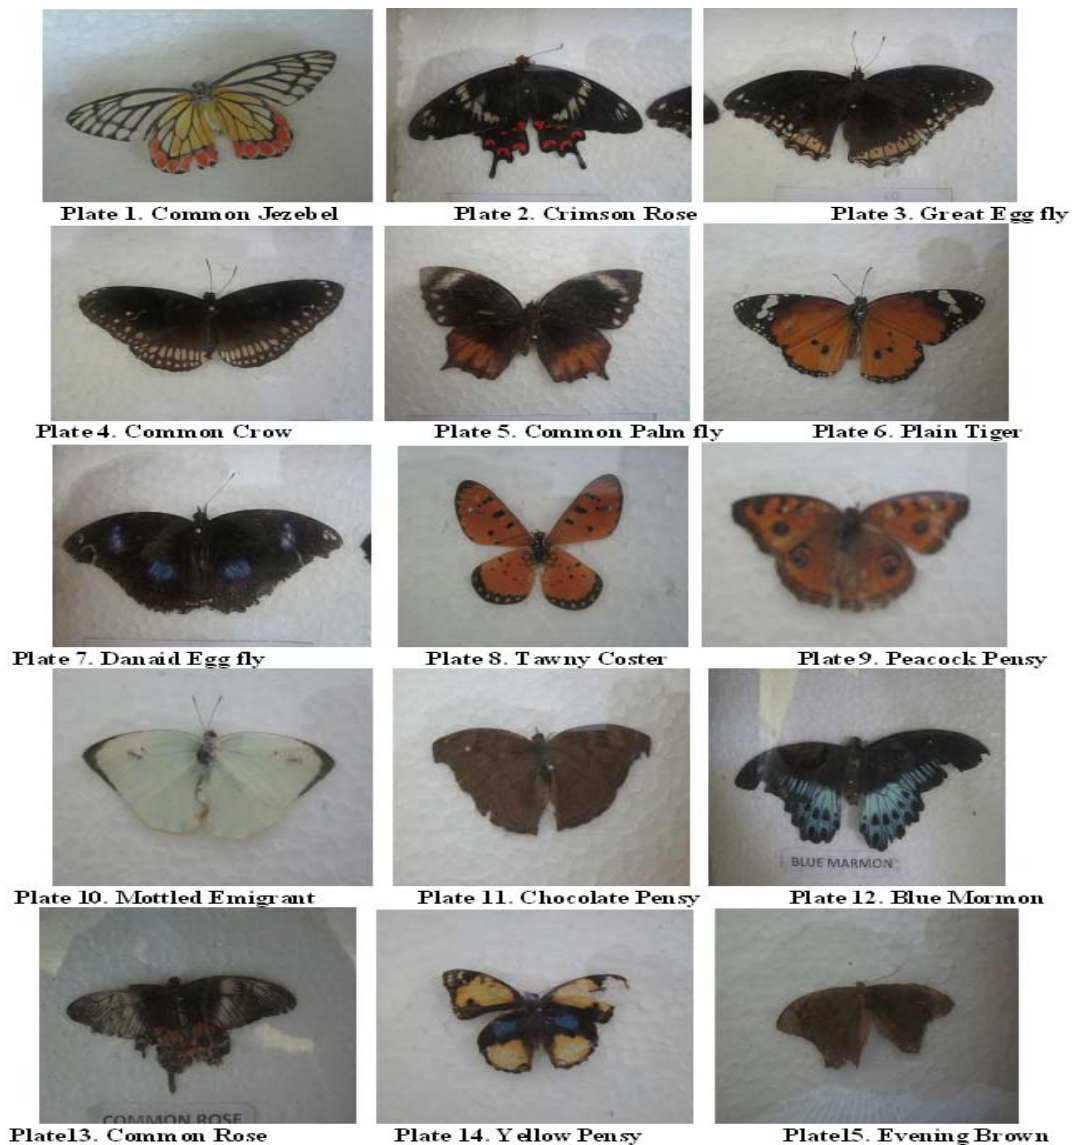 Plate 1. Common Jezebel
Plate 2. Crimson Rose
Plate 3. Great Egg fly
Plate 4. Common Crow
Plate 5. Common Palm fly
Plate 6. Plain Tiger
Plate 7. Danaid Egg fly
Plate 8. Tawny Coster
Plate 9. Peacock Pensy
Plate 10. Mottled Emigrant
Plate 11. Chocolate Pensy
BLUE MARMON
Plate 12. Blue Mormon
COMMON ROSE
Plate13. Common Rose
Plate 14. Yellow Pensy
Plate15. Evening Brown